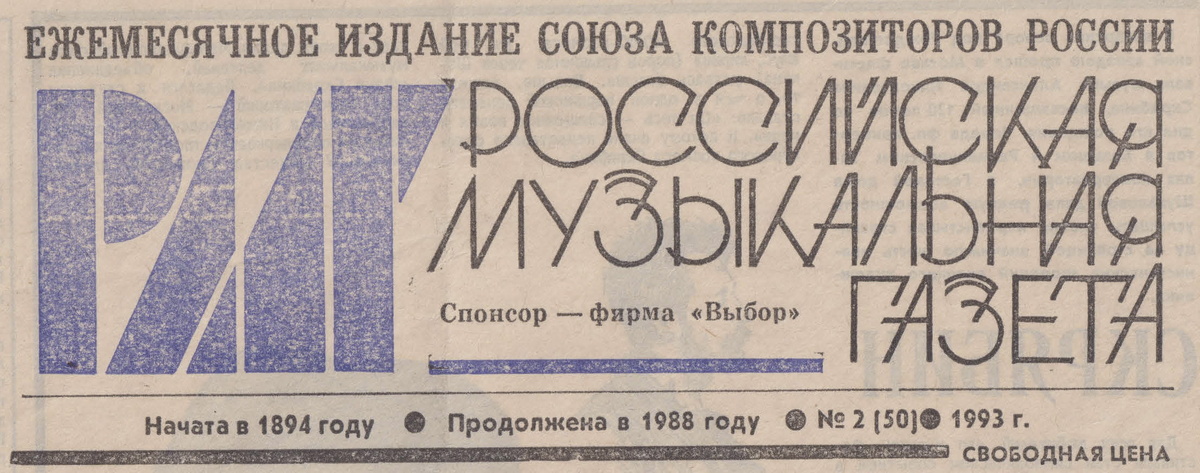 ЕЖЕМЕСЯЧНОЕ ИЗДАНИЕ СОЮЗА КОМПОЗИТОРОВ РОССИИ
РМГ
РОССИЙСКАЯ
МУЗЫКАЛЬНАЯ
ГАЗЕТА
Спонсор — фирма «Выбор»
Начата в 1894 году ● Продолжена в 1988 году ● № 2 (50) ● 1993 г.
СВОБОДНАЯ ЦЕНА